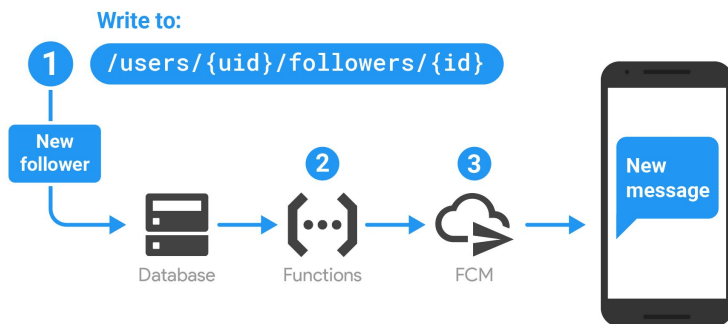 Write to:
1
/users/{uid}/followers/{id}
New
follower
2
3
New
message
Database
Functions
FCM